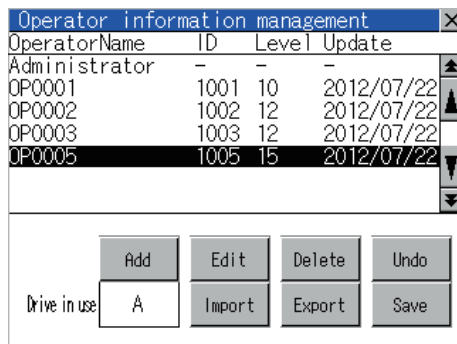 Operator information management
OperatorName ID Level Update
Administrator – – –
OP0001 1001 10 2012/07/22
OP0002 1002 12 2012/07/22
OP0003 1003 12 2012/07/22
OP0005 1005 15 2012/07/22
Add Edit Delete Undo
Drive in use A Import Export Save